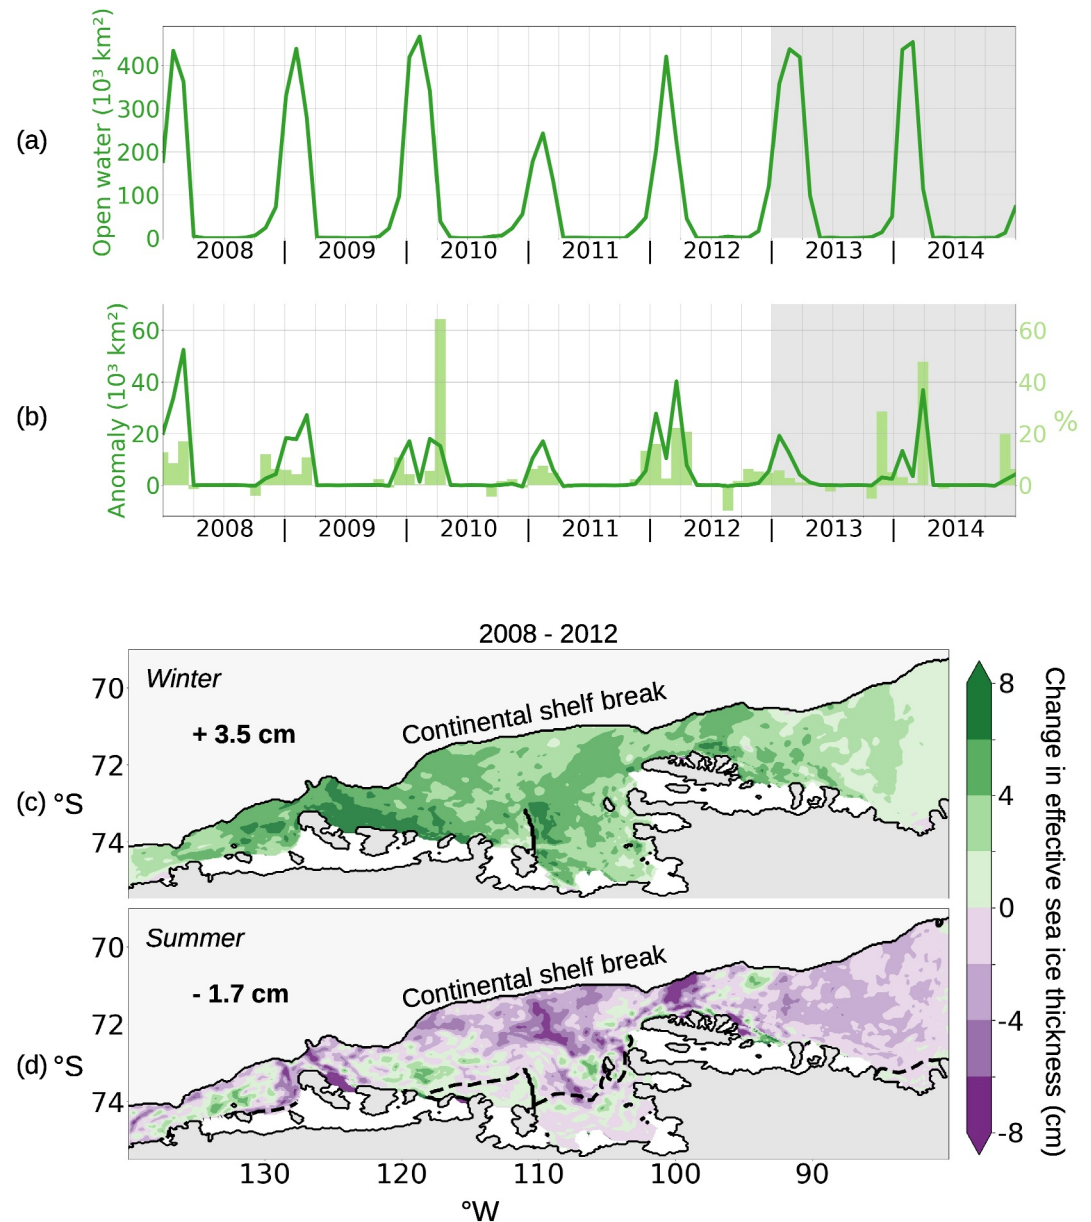 (a)
Open water (10³ km²)
400
300
200
100
0
2008 | 2009 | 2010 | 2011 | 2012 | 2013 | 2014
(b)
Anomaly (10³ km²)
60
40
20
0
60
40
20
0
%
2008 | 2009 | 2010 | 2011 | 2012 | 2013 | 2014
2008 - 2012
(c) °S
70
72
74
Winter
+ 3.5 cm
Continental shelf break
(d) °S
70
72
74
Summer
- 1.7 cm
Continental shelf break
130 120 110 100 90
°W
8
4
0
-4
-8
Change in effective sea ice thickness (cm)